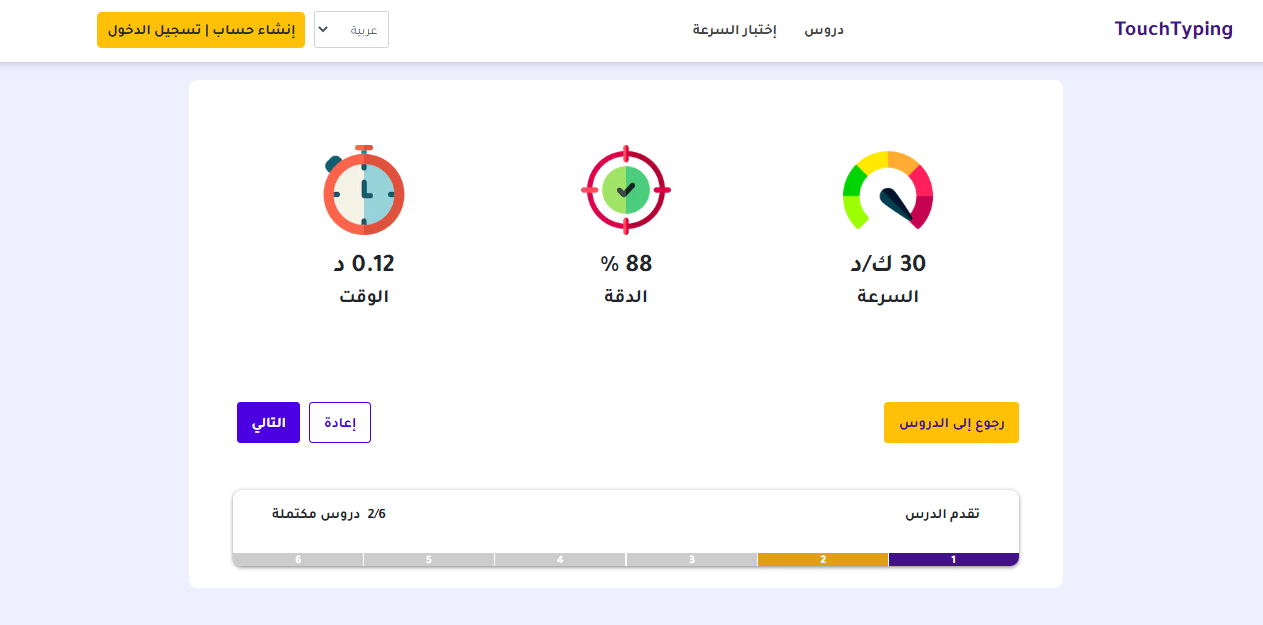 TouchTyping
دروس
إختبار السرعة
عربية
إنشاء حساب | تسجيل الدخول
30 ك/د
السرعة
88 %
الدقة
0.12 د
الوقت
رجوع إلى الدروس
إعادة
التالي
تقدم الدرس
2/6 دروس مكتملة
1
2
3
4
5
6